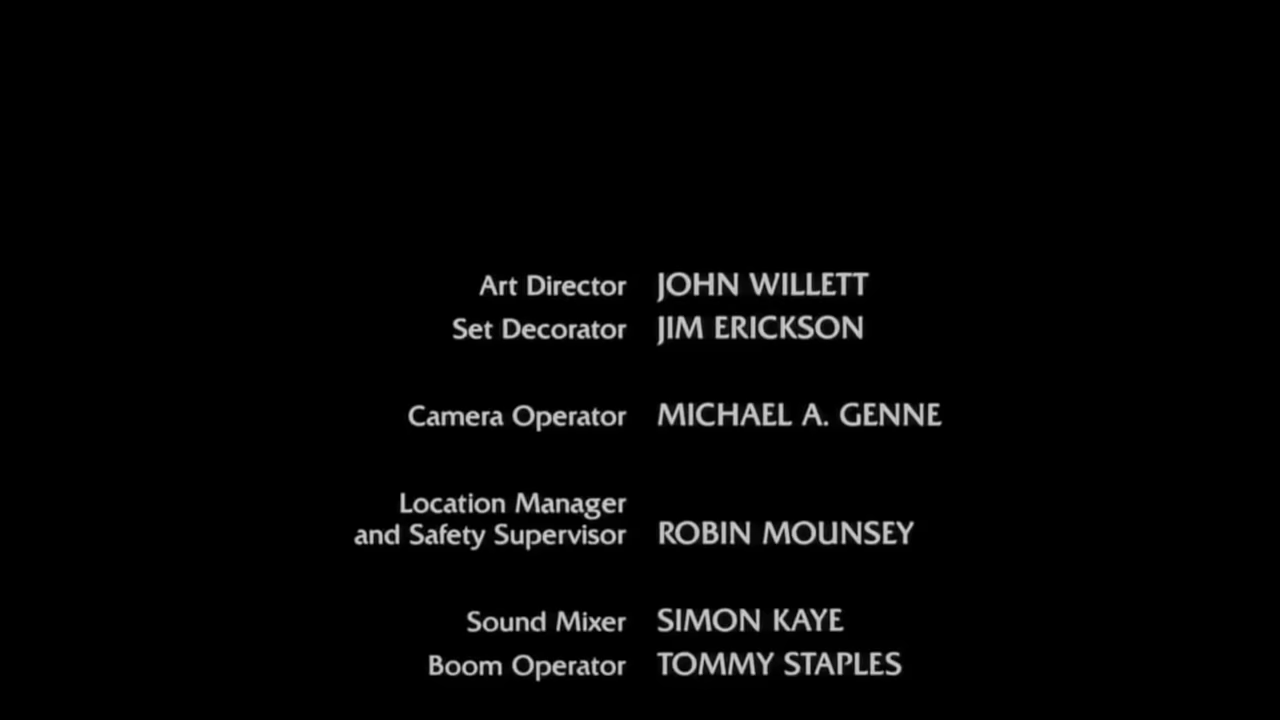 Art Director JOHN WILLETT
Set Decorator JIM ERICKSON
Camera Operator MICHAEL A. GENNE
Location Manager
and Safety Supervisor ROBIN MOUNSEY
Sound Mixer SIMON KAYE
Boom Operator TOMMY STAPLES